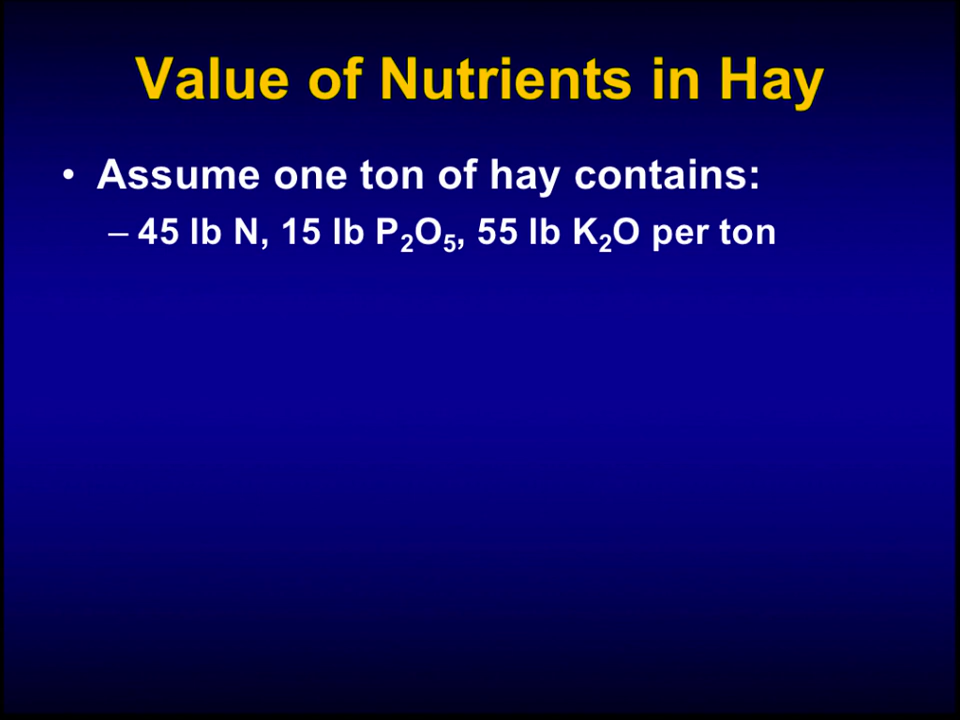 Value of Nutrients in Hay
• Assume one ton of hay contains:
– 45 lb N, 15 lb P₂O₅, 55 lb K₂O per ton